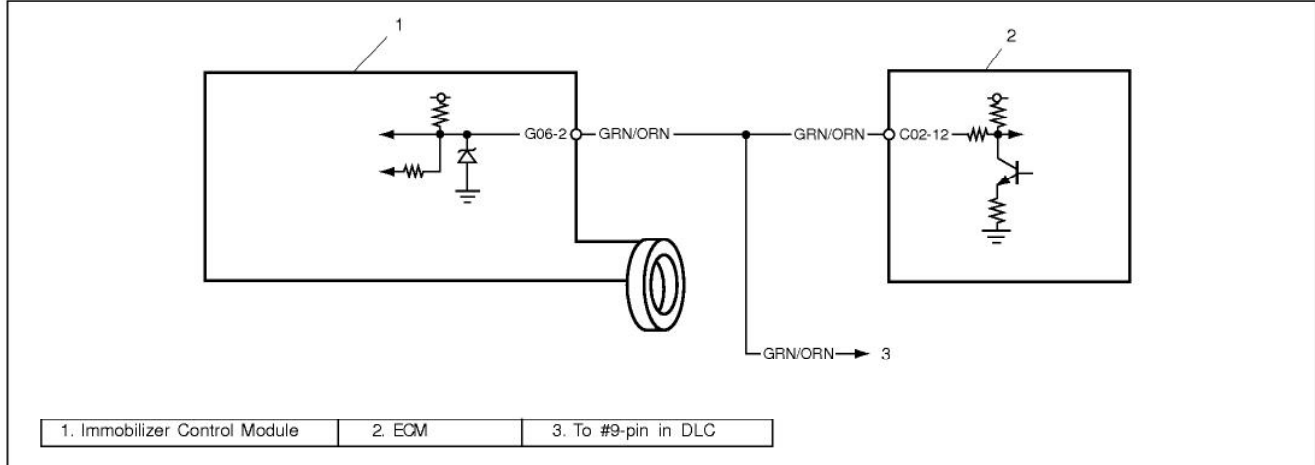 1
2
G06-2 GRN/ORN GRN/ORN C02-12
GRN/ORN 3
1. Immobilizer Control Module 2. ECM 3. To #9-pin in DLC